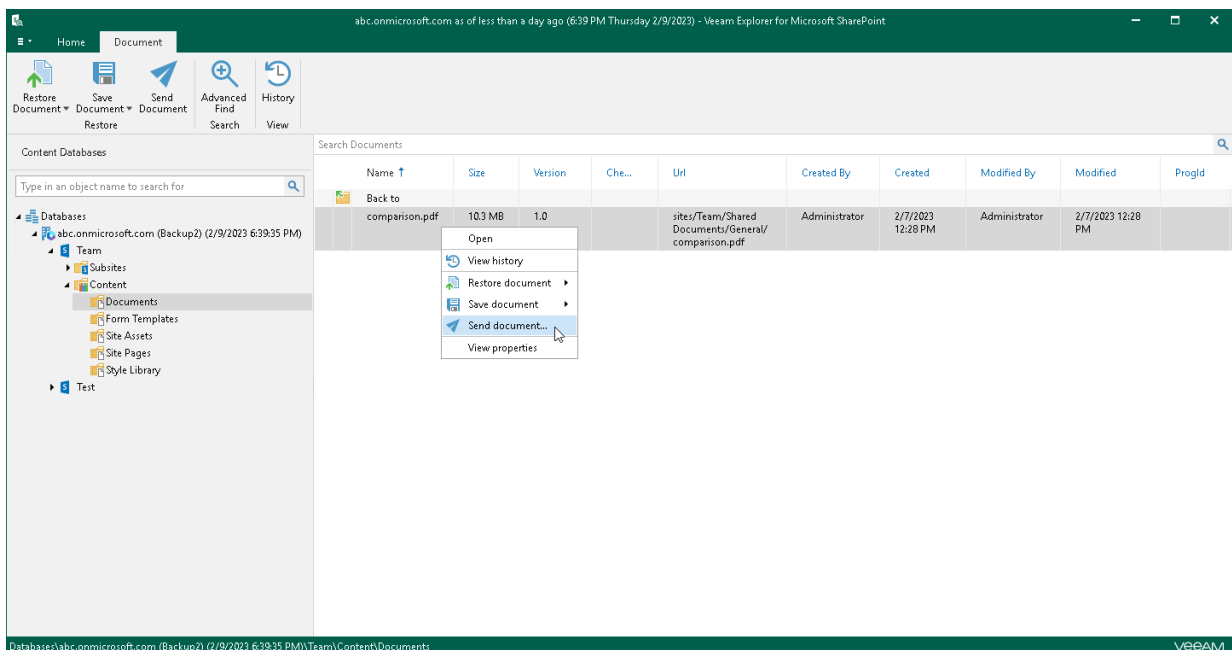 abc.onmicrosoft.com as of less than a day ago (6:39 PM Thursday 2/9/2023) - Veeam Explorer for Microsoft SharePoint
Home Document
Restore Document
Save Document
Send Document
Advanced Find
History
Restore Search View
Content Databases
Search Documents
Type in an object name to search for
Name Size Version Che... Url Created By Created Modified By Modified ProgId
Back to
comparison.pdf 10.3 MB 1.0 sites/Team/Shared Administrator 2/7/2023 Administrator 2/7/2023 12:28
Documents/General/ 12:28 PM PM
comparison.pdf
Databases
abc.onmicrosoft.com (Backup2) (2/9/2023 6:39:35 PM)
Team
Subsites
Content
Documents
Form Templates
Site Assets
Site Pages
Style Library
Test
Open
View history
Restore document
Save document
Send document...
View properties
Databases\abc.onmicrosoft.com (Backup2) (2/9/2023 6:39:35 PM)\Team\Content\Documents
veeAM